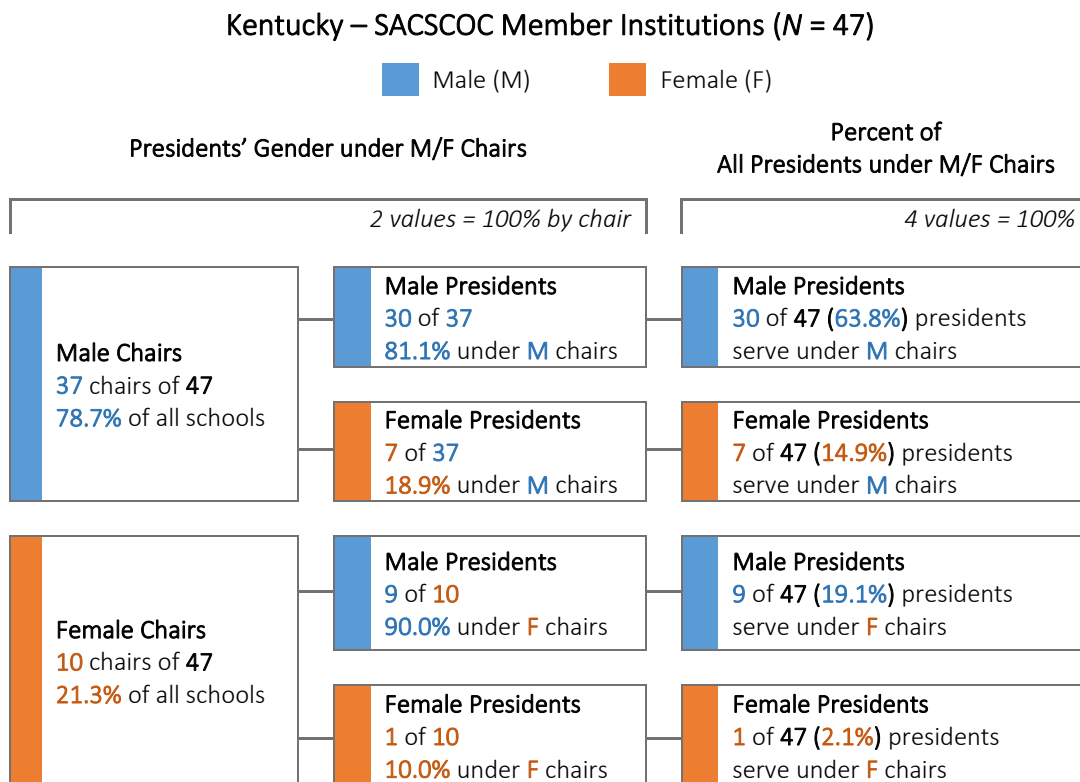 Kentucky – SACSCOC Member Institutions (N = 47)
Male (M)
Female (F)
Presidents’ Gender under M/F Chairs
Percent of
All Presidents under M/F Chairs
2 values = 100% by chair
4 values = 100%
Male Chairs
37 chairs of 47
78.7% of all schools
Male Presidents
30 of 37
81.1% under M chairs
Male Presidents
30 of 47 (63.8%) presidents
serve under M chairs
Female Presidents
7 of 37
18.9% under M chairs
Female Presidents
7 of 47 (14.9%) presidents
serve under M chairs
Female Chairs
10 chairs of 47
21.3% of all schools
Male Presidents
9 of 10
90.0% under F chairs
Male Presidents
9 of 47 (19.1%) presidents
serve under F chairs
Female Presidents
1 of 10
10.0% under F chairs
Female Presidents
1 of 47 (2.1%) presidents
serve under F chairs